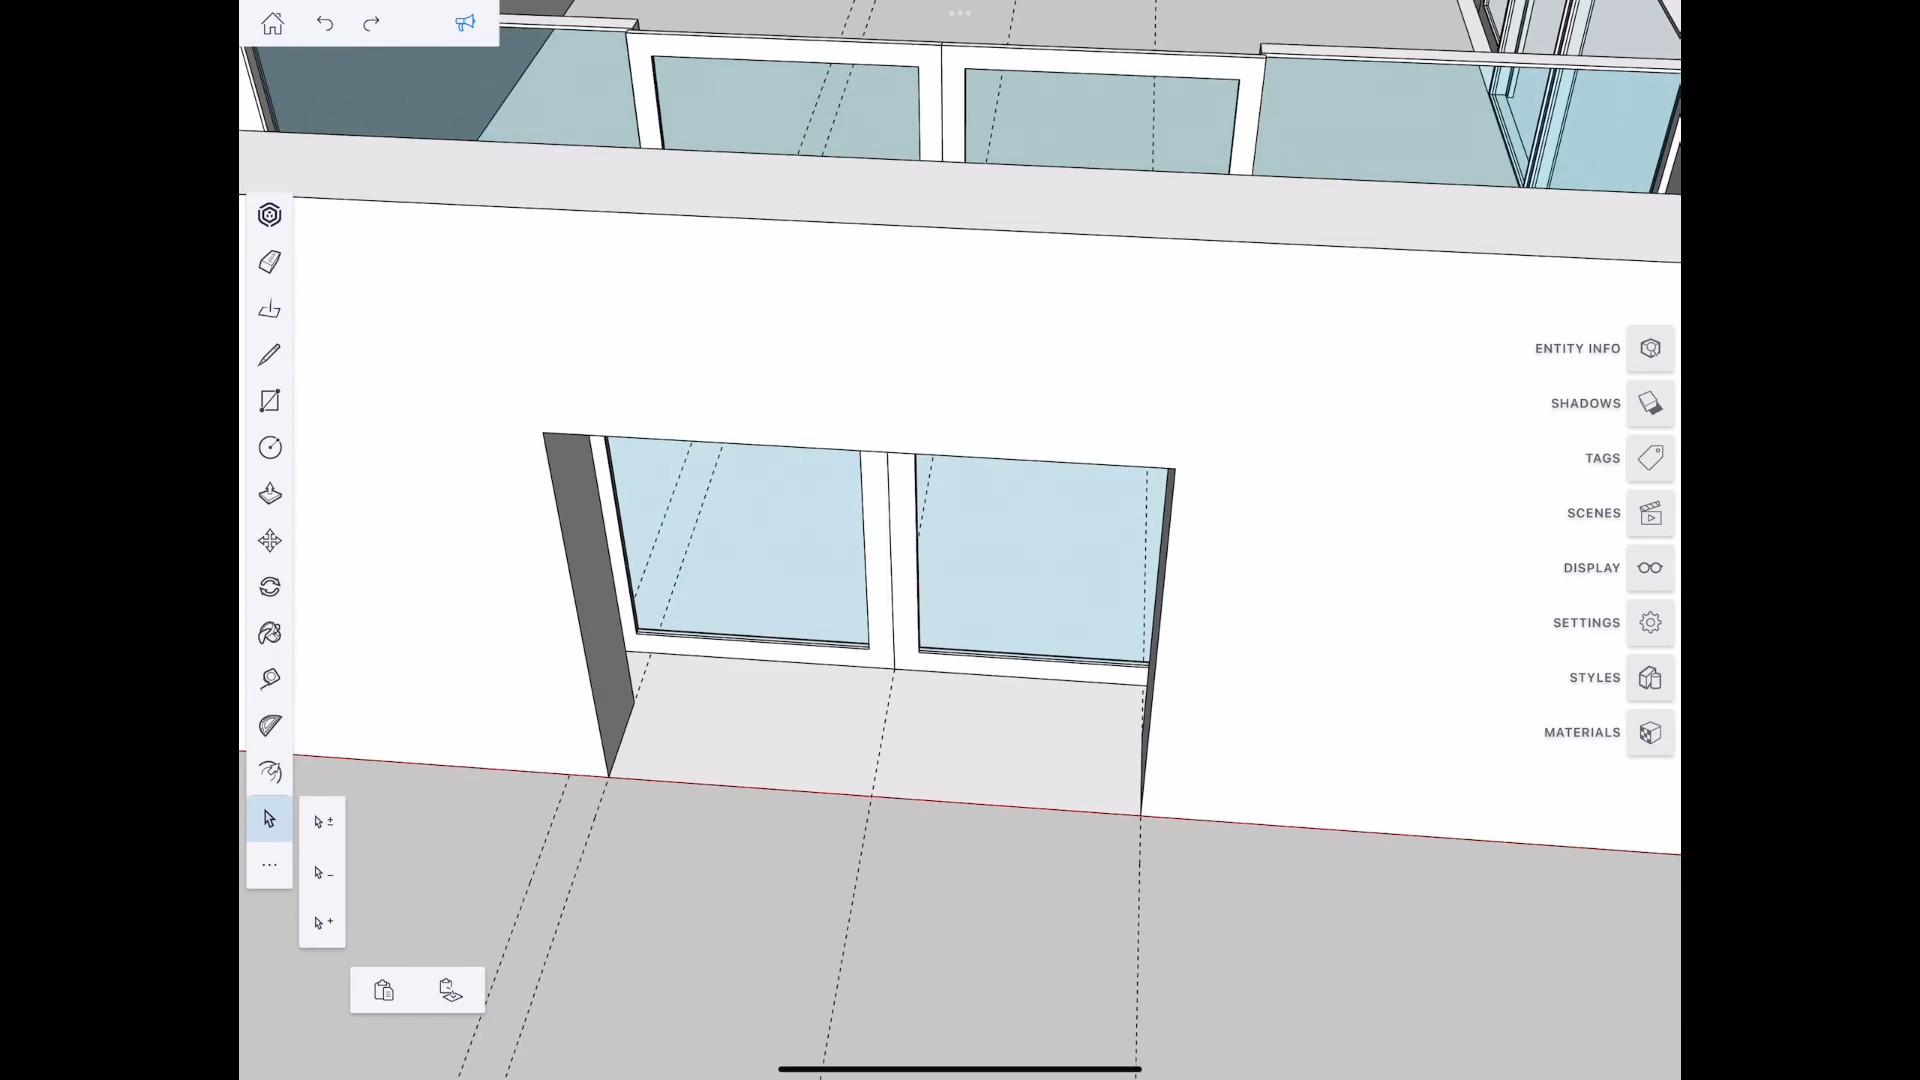 ENTITY INFO
SHADOWS
TAGS
SCENES
DISPLAY
SETTINGS
STYLES
MATERIALS